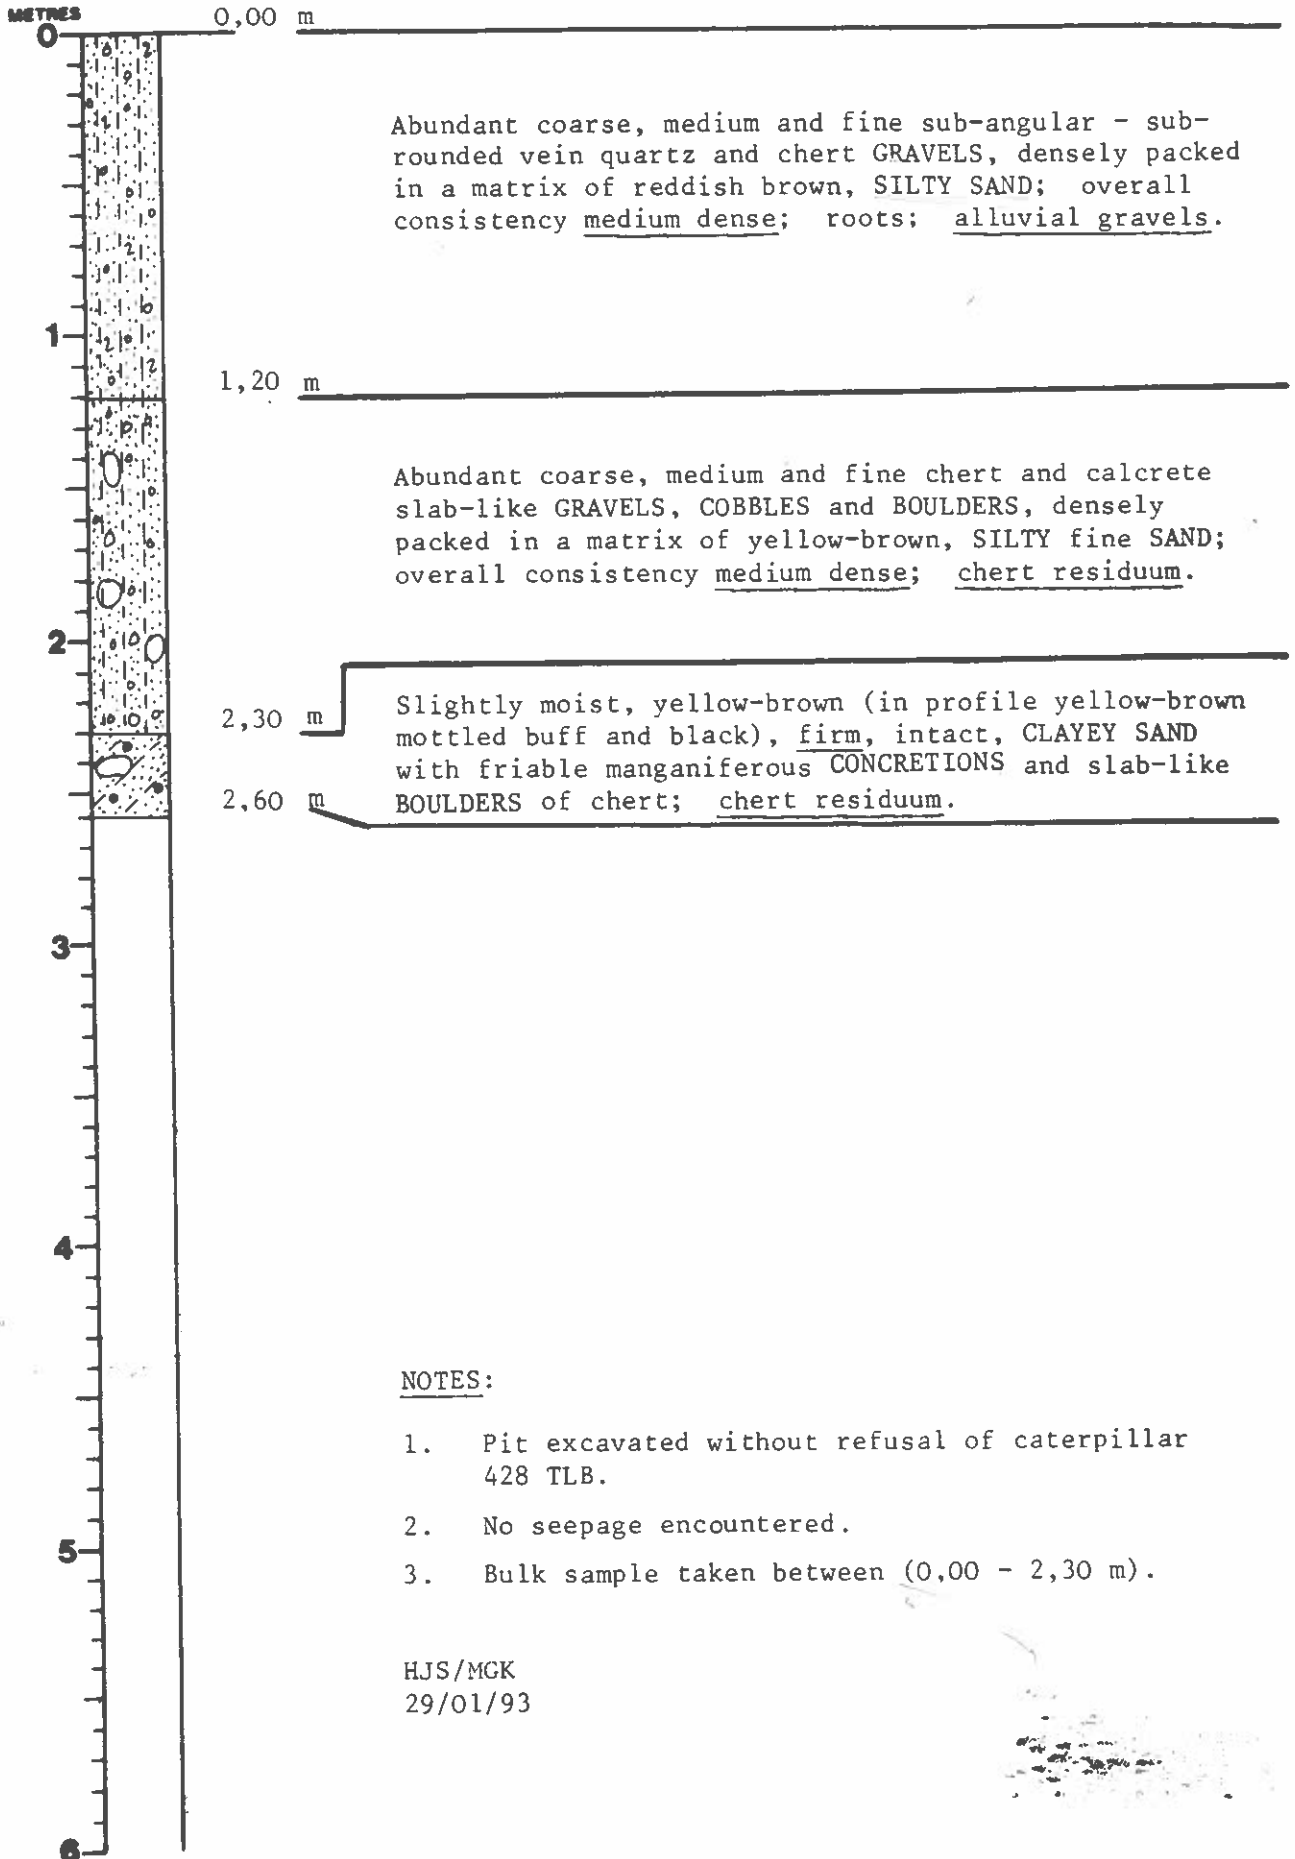 METRES
0
0,00 m
Abundant coarse, medium and fine sub-angular - sub-
rounded vein quartz and chert GRAVELS, densely packed
in a matrix of reddish brown, SILTY SAND; overall
consistency medium dense; roots; alluvial gravels.
1
1,20 m
Abundant coarse, medium and fine chert and calcrete
slab-like GRAVELS, COBBLES and BOULDERS, densely
packed in a matrix of yellow-brown, SILTY fine SAND;
overall consistency medium dense; chert residuum.
2
2,30 m
Slightly moist, yellow-brown (in profile yellow-brown
mottled buff and black), firm, intact, CLAYEY SAND
with friable manganiferous CONCRETIONS and slab-like
BOULDERS of chert; chert residuum.
2,60 m
3
4
NOTES:
1. Pit excavated without refusal of caterpillar
428 TLB.
2. No seepage encountered.
5
3. Bulk sample taken between (0,00 - 2,30 m).
HJS/MGK
29/01/93
6